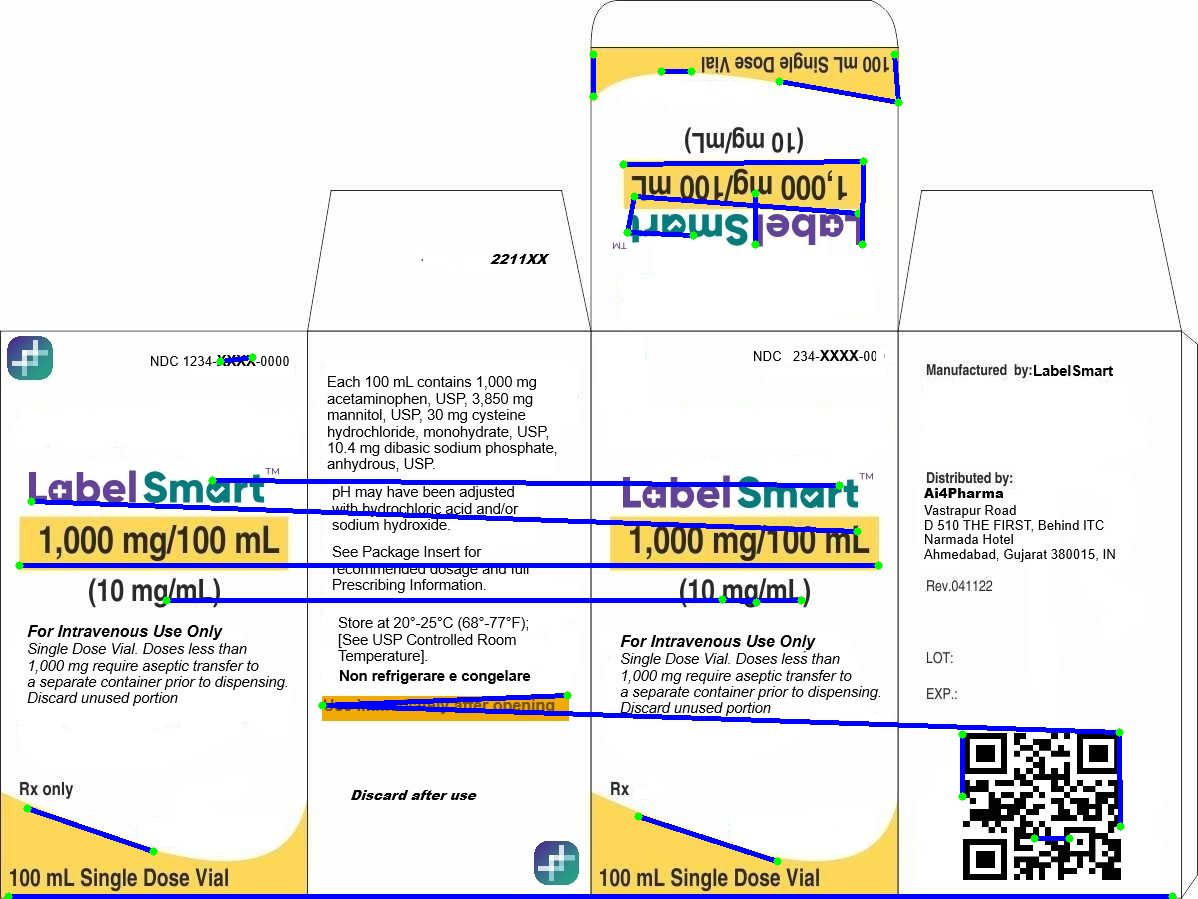 100 mL Single Dose Vial
(10 mg/mL)
1,000 mg/100 mL
LabelSmart™
2211XX
NDC 1234-XXXX-0000
LabelSmart™
1,000 mg/100 mL
(10 mg/mL)
For Intravenous Use Only
Single Dose Vial. Doses less than
1,000 mg require aseptic transfer to
a separate container prior to dispensing.
Discard unused portion
Rx only
100 mL Single Dose Vial
Each 100 mL contains 1,000 mg
acetaminophen, USP, 3,850 mg
mannitol, USP, 30 mg cysteine
hydrochloride, monohydrate, USP,
10.4 mg dibasic sodium phosphate,
anhydrous, USP.
pH may have been adjusted
with hydrochloric acid and/or
sodium hydroxide.
See Package Insert for
recommended dosage and full
Prescribing Information.
Store at 20°-25°C (68°-77°F);
[See USP Controlled Room
Temperature].
Non refrigerare e congelare
Use immediately after opening
Discard after use
NDC 234-XXXX-00
LabelSmart™
1,000 mg/100 mL
(10 mg/mL)
For Intravenous Use Only
Single Dose Vial. Doses less than
1,000 mg require aseptic transfer to
a separate container prior to dispensing.
Discard unused portion
Rx
100 mL Single Dose Vial
Manufactured by:LabelSmart
Distributed by:
Ai4Pharma
Vastrapur Road
D 510 THE FIRST, Behind ITC
Narmada Hotel
Ahmedabad, Gujarat 380015, IN
Rev.041122
LOT:
EXP.: